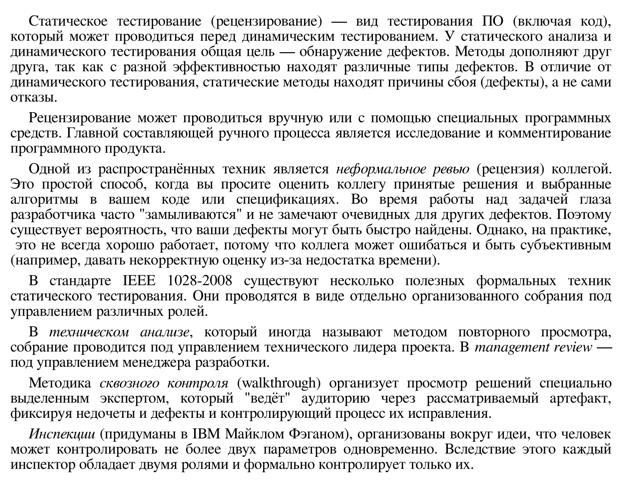 Статическое тестирование (рецензирование) — вид тестирования ПО (включая код),
который может проводиться перед динамическим тестированием. У статического анализа и
динамического тестирования общая цель — обнаружение дефектов. Методы дополняют друг
друга, так как с разной эффективностью находят различные типы дефектов. В отличие от
динамического тестирования, статические методы находят причины сбоя (дефекты), а не сами
отказы.
Рецензирование может проводиться вручную или с помощью специальных программных
средств. Главной составляющей ручного процесса является исследование и комментирование
программного продукта.
Одной из распространённых техник является неформальное ревью (рецензия) коллегой.
Это простой способ, когда вы просите оценить коллегу принятые решения и выбранные
алгоритмы в вашем коде или спецификациях. Во время работы над задачей глаза
разработчика часто "замыливаются" и не замечают очевидных для других дефектов. Поэтому
существует вероятность, что ваши дефекты могут быть быстро найдены. Однако, на практике,
это не всегда хорошо работает, потому что коллега может ошибаться и быть субъективным
(например, давать некорректную оценку из-за недостатка времени).
В стандарте IEEE 1028-2008 существуют несколько полезных формальных техник
статического тестирования. Они проводятся в виде отдельно организованного собрания под
управлением различных ролей.
В техническом анализе, который иногда называют методом повторного просмотра,
собрание проводится под управлением технического лидера проекта. В management review —
под управлением менеджера разработки.
Методика сквозного контроля (walkthrough) организует просмотр решений специально
выделенным экспертом, который "ведёт" аудиторию через рассматриваемый артефакт,
фиксируя недочеты и дефекты и контролирующий процесс их исправления.
Инспекции (придуманы в IBM Майклом Фэганом), организованы вокруг идеи, что человек
может контролировать не более двух параметров одновременно. Вследствие этого каждый
инспектор обладает двумя ролями и формально контролирует только их.